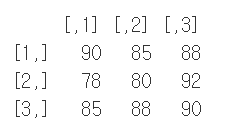 [,1] [,2] [,3]
[1,] 90 85 88
[2,] 78 80 92
[3,] 85 88 90